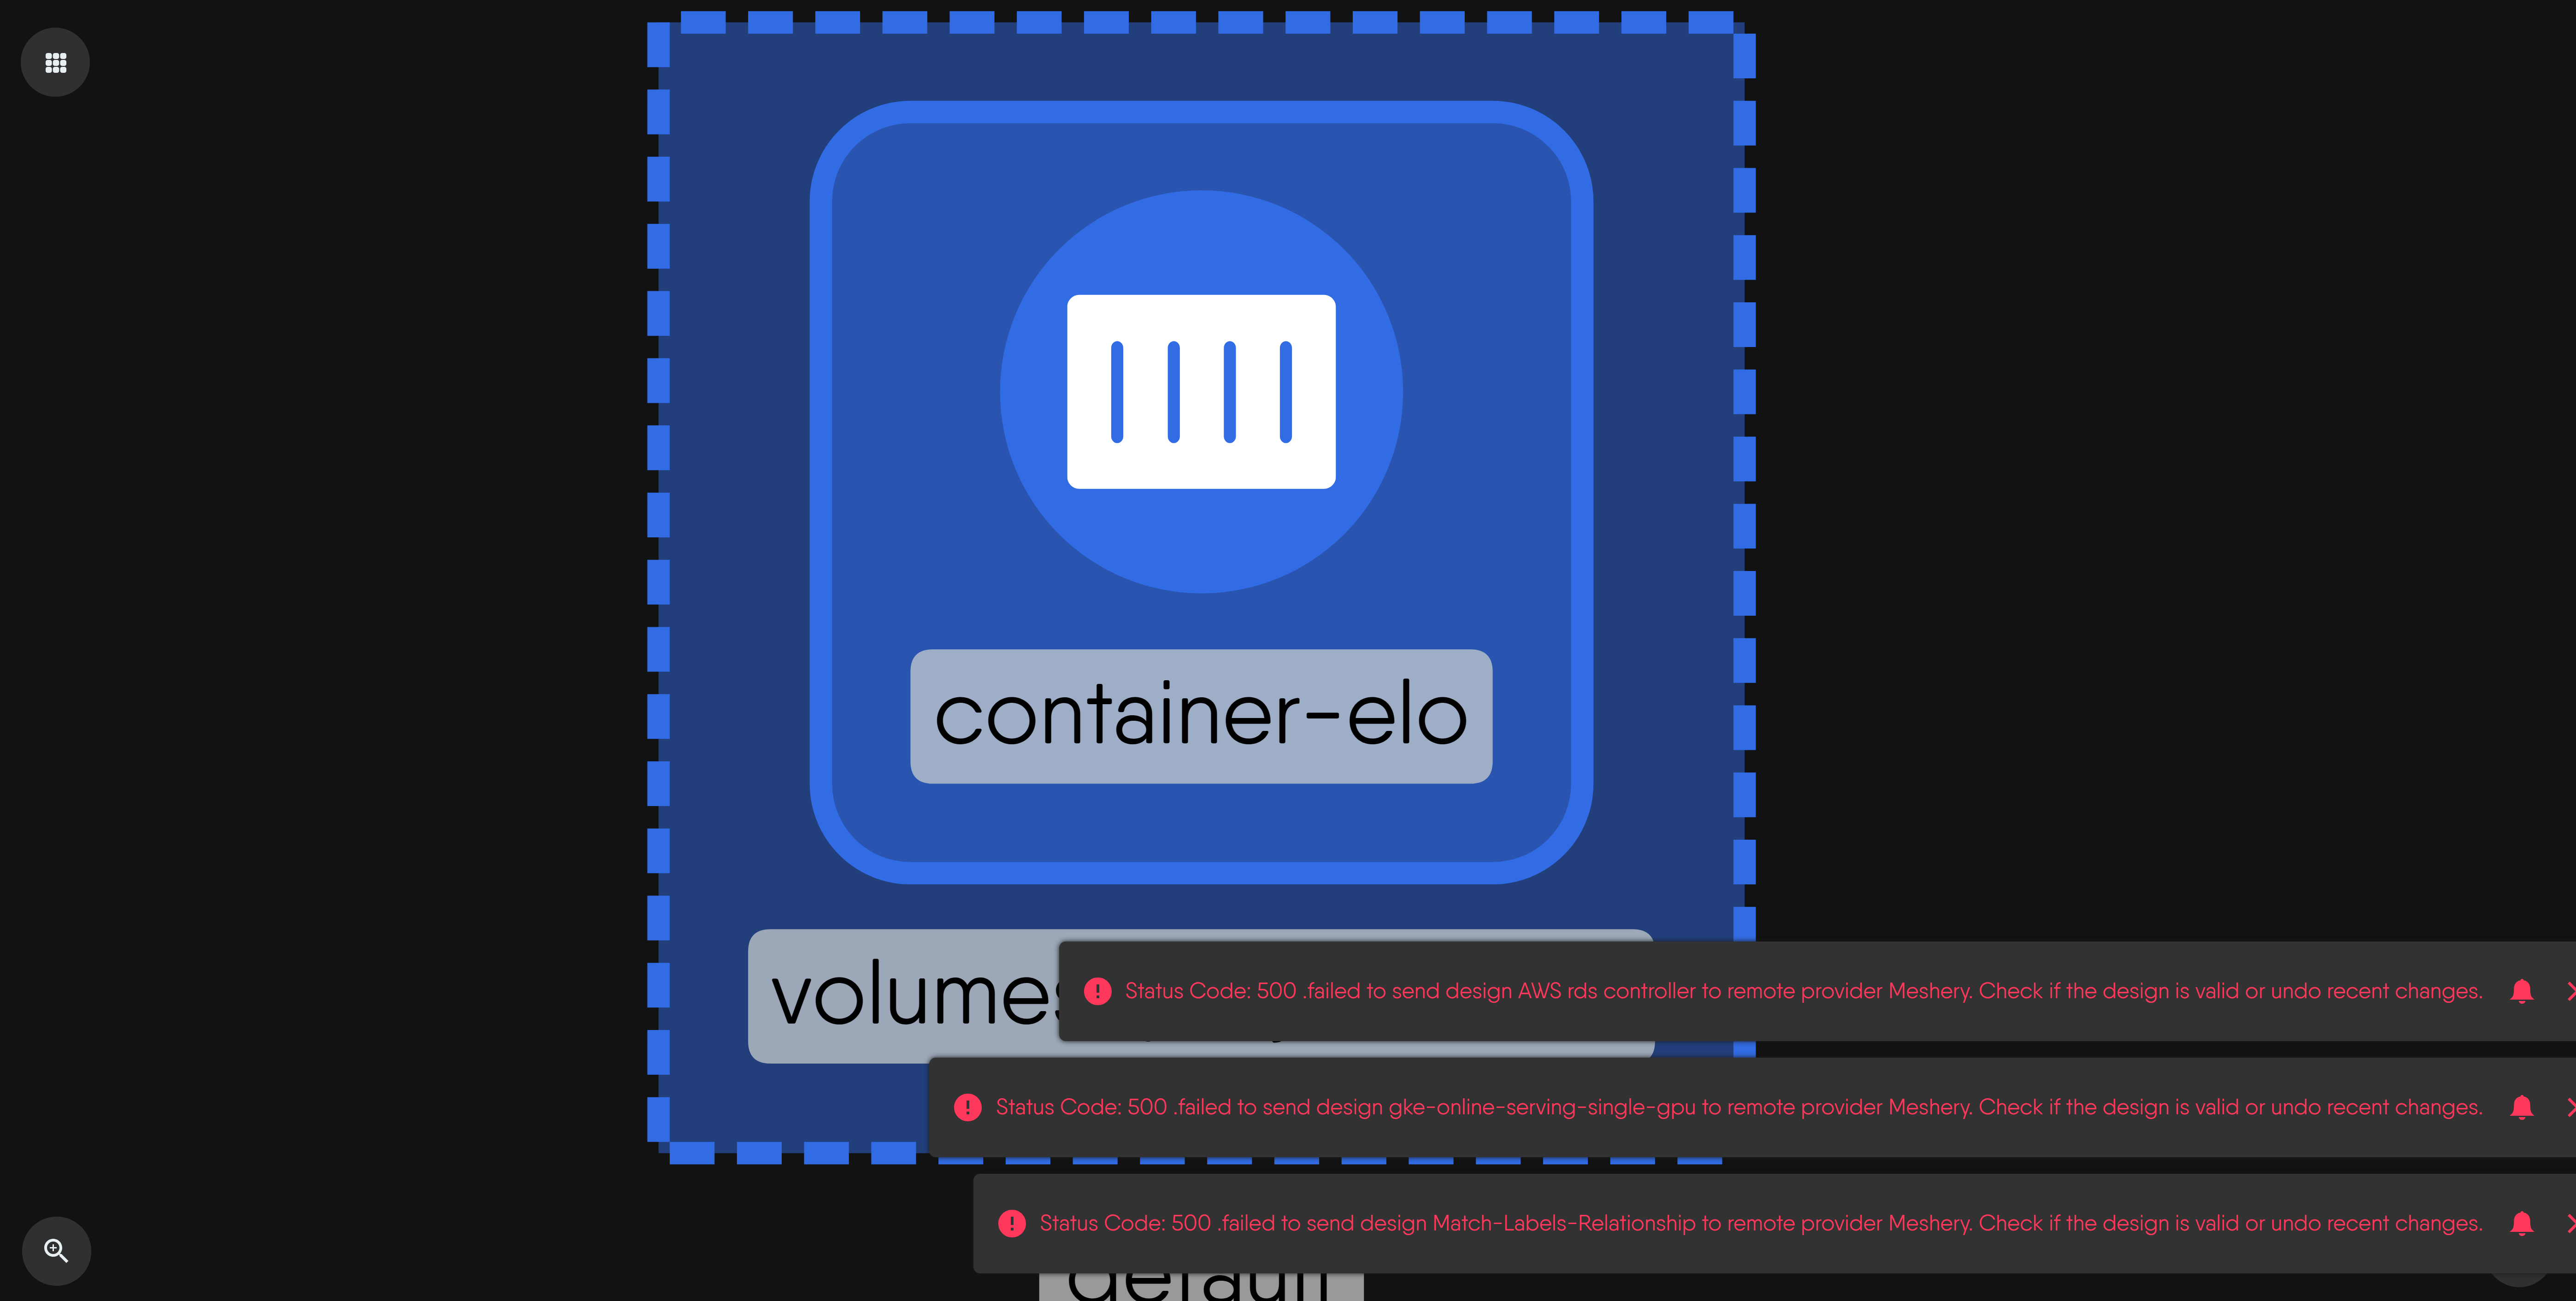 container-elo
Status Code: 500 .failed to send design AWS rds controller to remote provider Meshery. Check if the design is valid or undo recent changes.
Status Code: 500 .failed to send design gke-online-serving-single-gpu to remote provider Meshery. Check if the design is valid or undo recent changes.
Status Code: 500 .failed to send design Match-Labels-Relationship to remote provider Meshery. Check if the design is valid or undo recent changes.
default